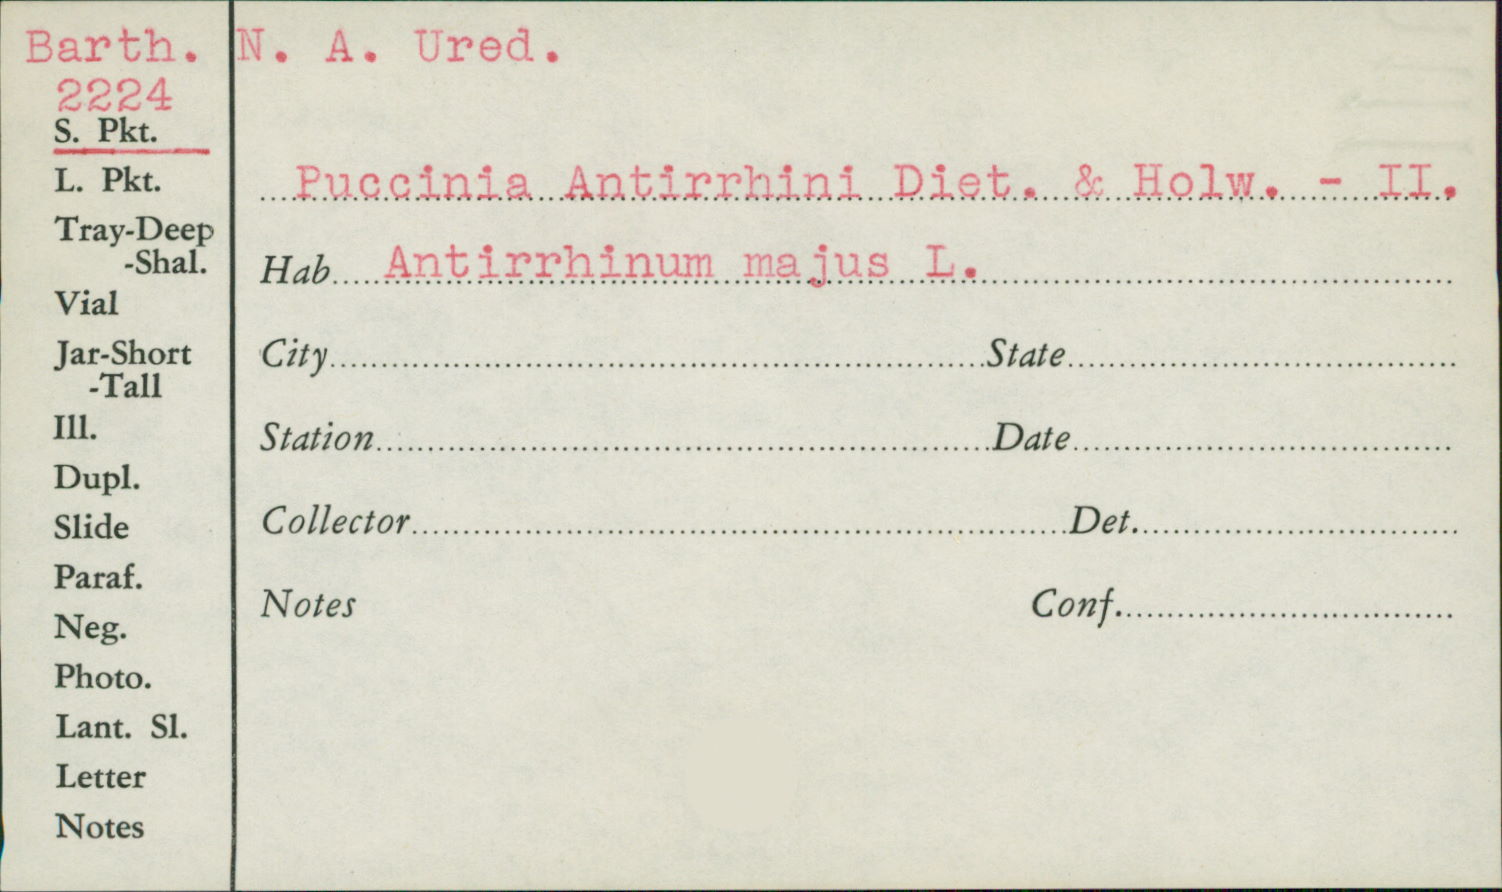 Barth. N. A. Ured.
2224
S. Pkt.
L. Pkt.
Tray-Deep
-Shal.
Vial
Jar-Short
-Tall
Ill.
Dupl.
Slide
Paraf.
Neg.
Photo.
Lant. Sl.
Letter
Notes
Puccinia Antirrhini Diet. & Holw. - II.
Hab. Antirrhinum majus L.
City State
Station Date
Collector Det.
Notes Conf.